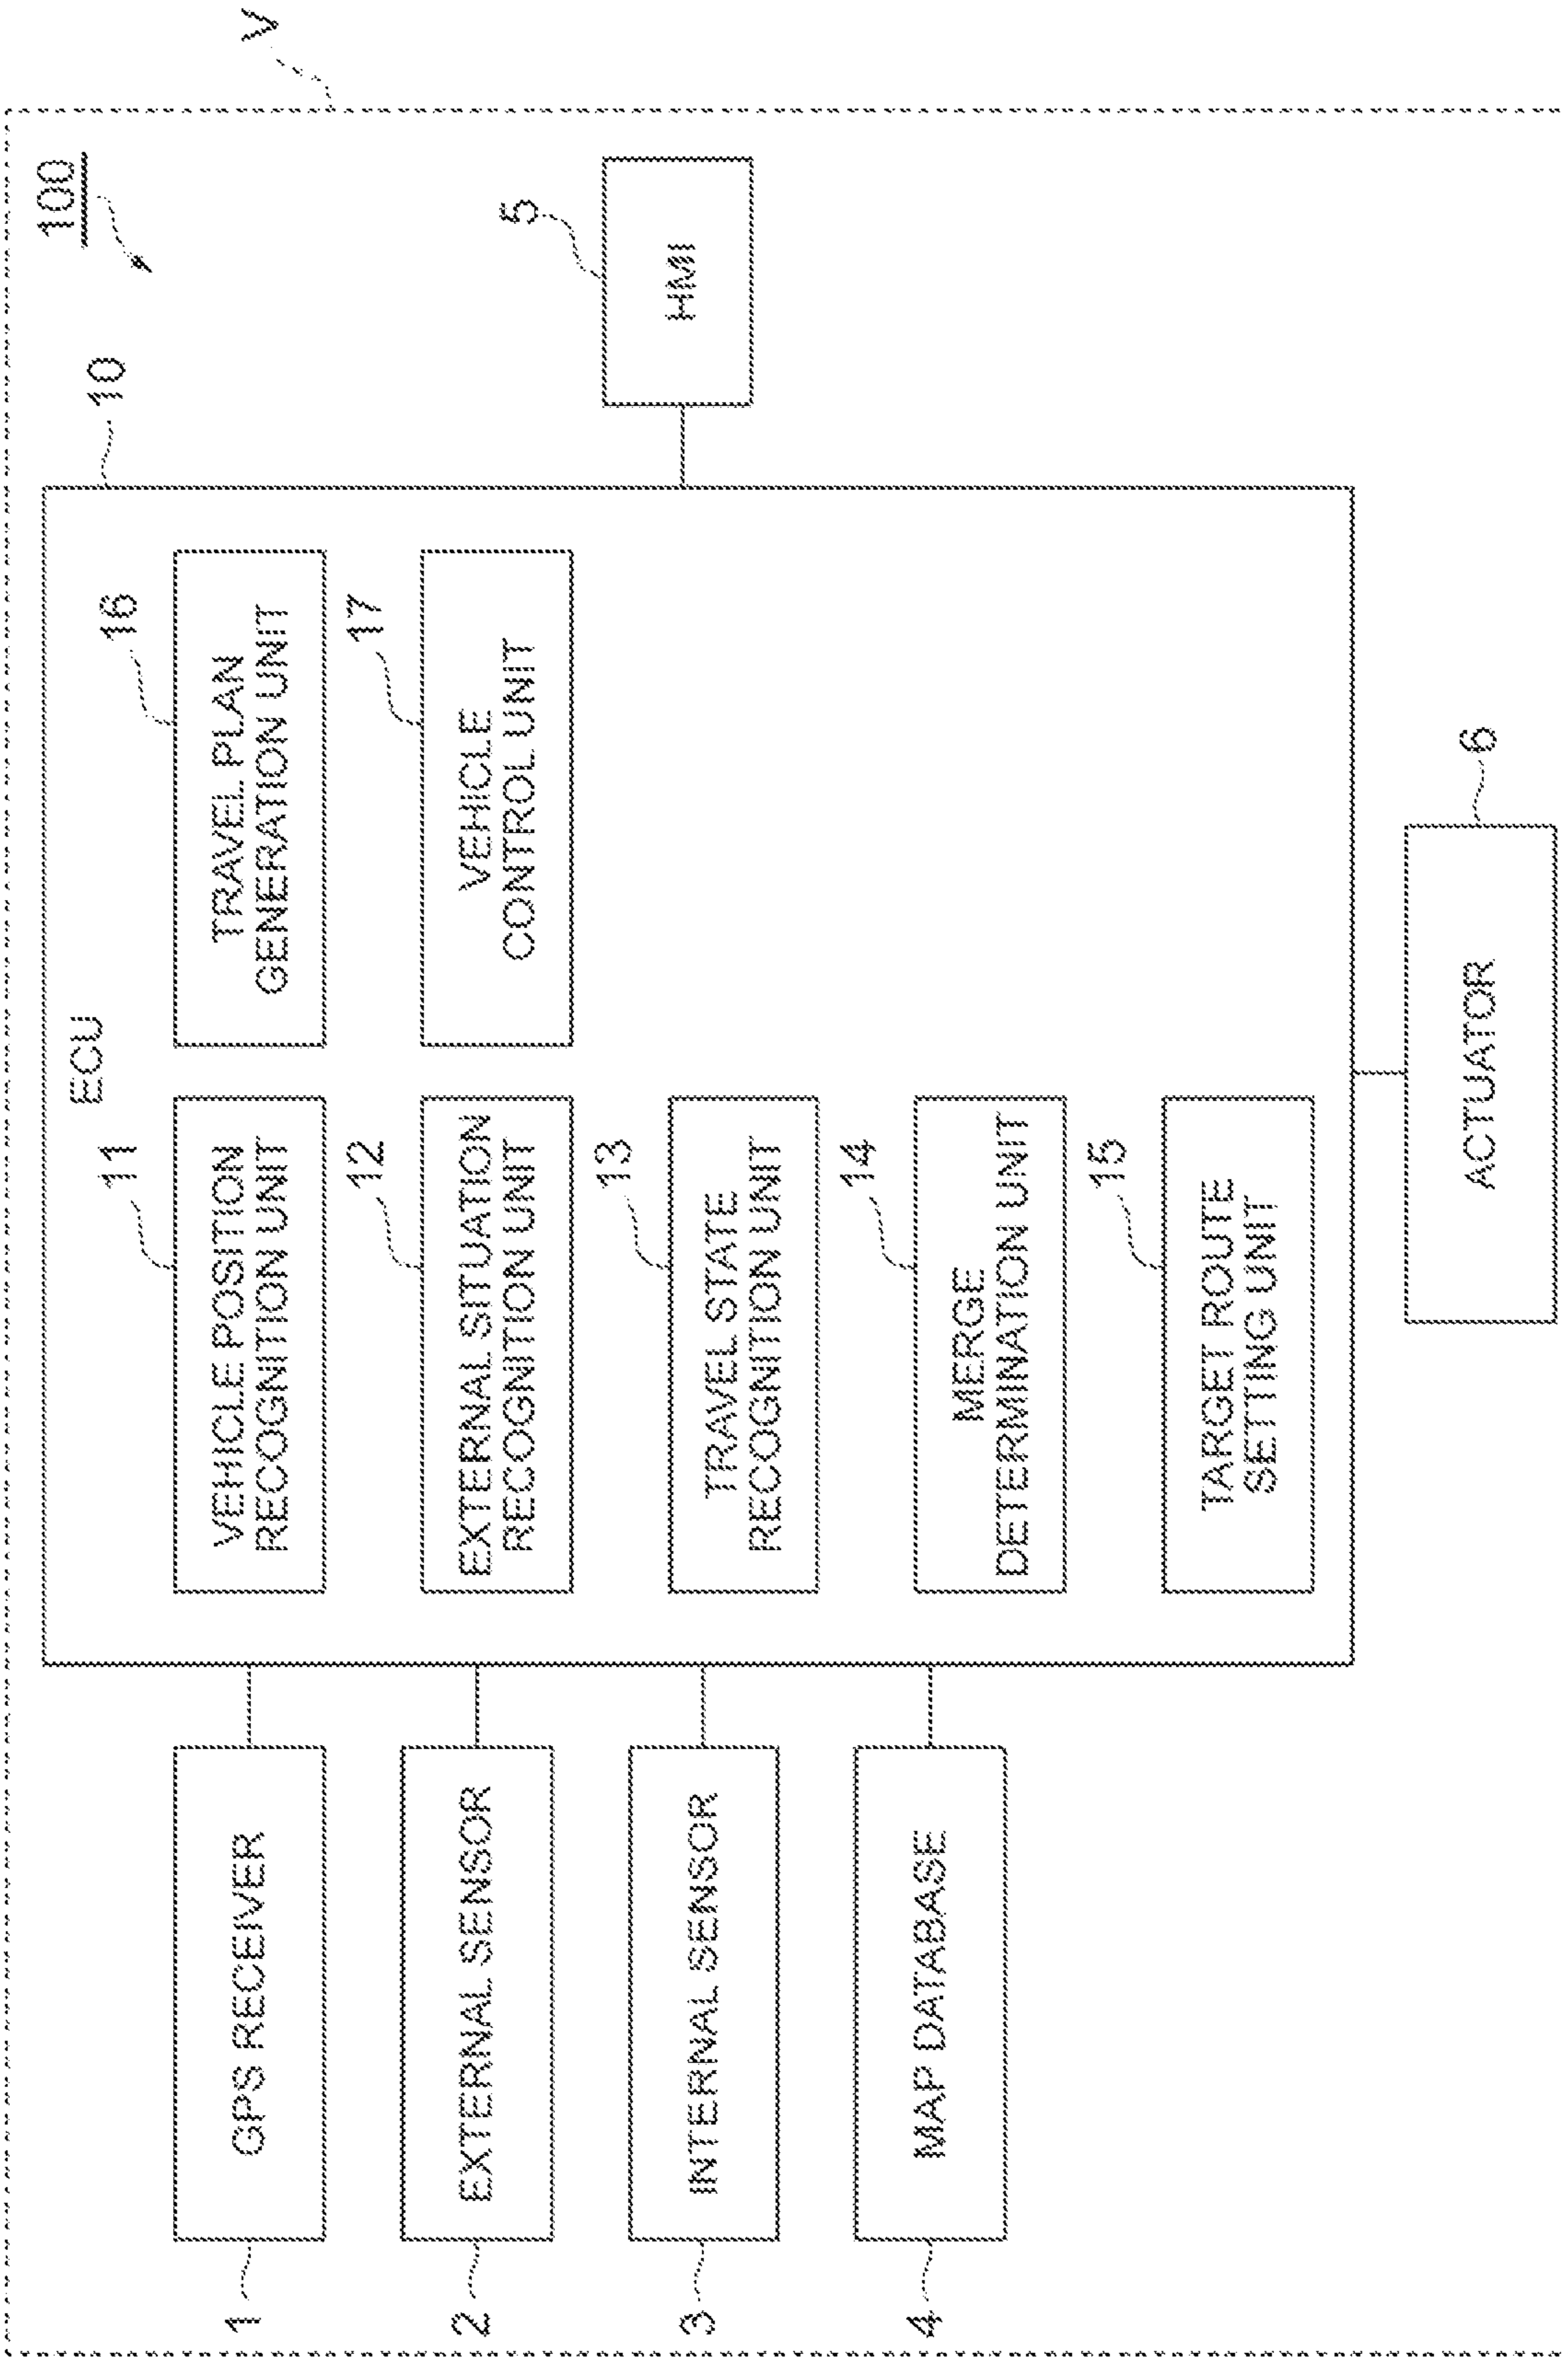 100
V
ECU
10
1
GPS RECEIVER
2
EXTERNAL SENSOR
3
INTERNAL SENSOR
4
MAP DATABASE
11
VEHICLE POSITION
RECOGNITION UNIT
12
EXTERNAL SITUATION
RECOGNITION UNIT
13
TRAVEL STATE
RECOGNITION UNIT
14
MERGE
DETERMINATION UNIT
15
TARGET ROUTE
SETTING UNIT
16
TRAVEL PLAN
GENERATION UNIT
17
VEHICLE
CONTROL UNIT
5
HMI
6
ACTUATOR